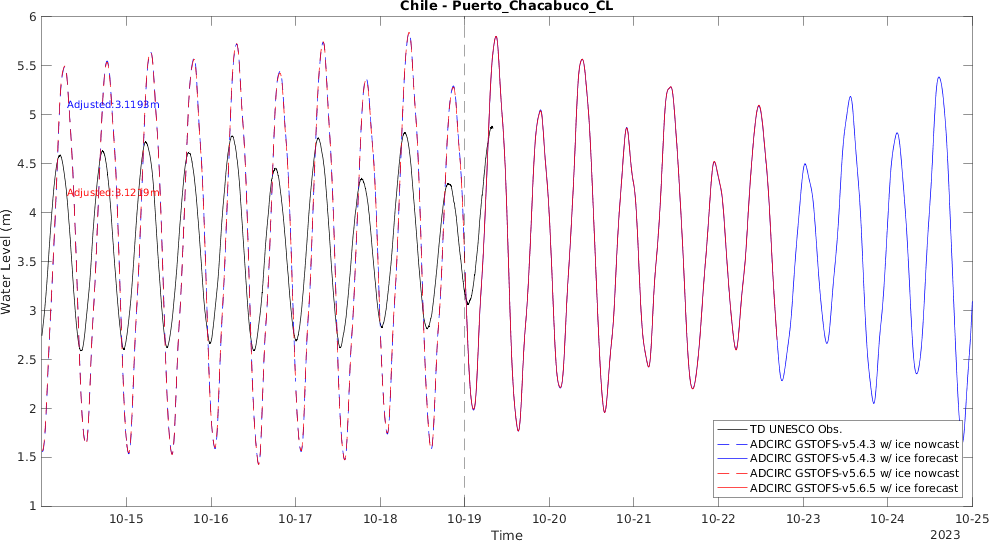 Chile - Puerto_Chacabuco_CL
6
5.5
5
4.5
4
3.5
3
2.5
2
1.5
1
Water Level (m)
Adjusted:3.1193m
Adjusted:3.1219m
TD UNESCO Obs.
ADCIRC GSTOFS-v5.4.3 w/ ice nowcast
ADCIRC GSTOFS-v5.4.3 w/ ice forecast
ADCIRC GSTOFS-v5.6.5 w/ ice nowcast
ADCIRC GSTOFS-v5.6.5 w/ ice forecast
10-15 10-16 10-17 10-18 10-19 10-20 10-21 10-22 10-23 10-24 10-25
Time
2023